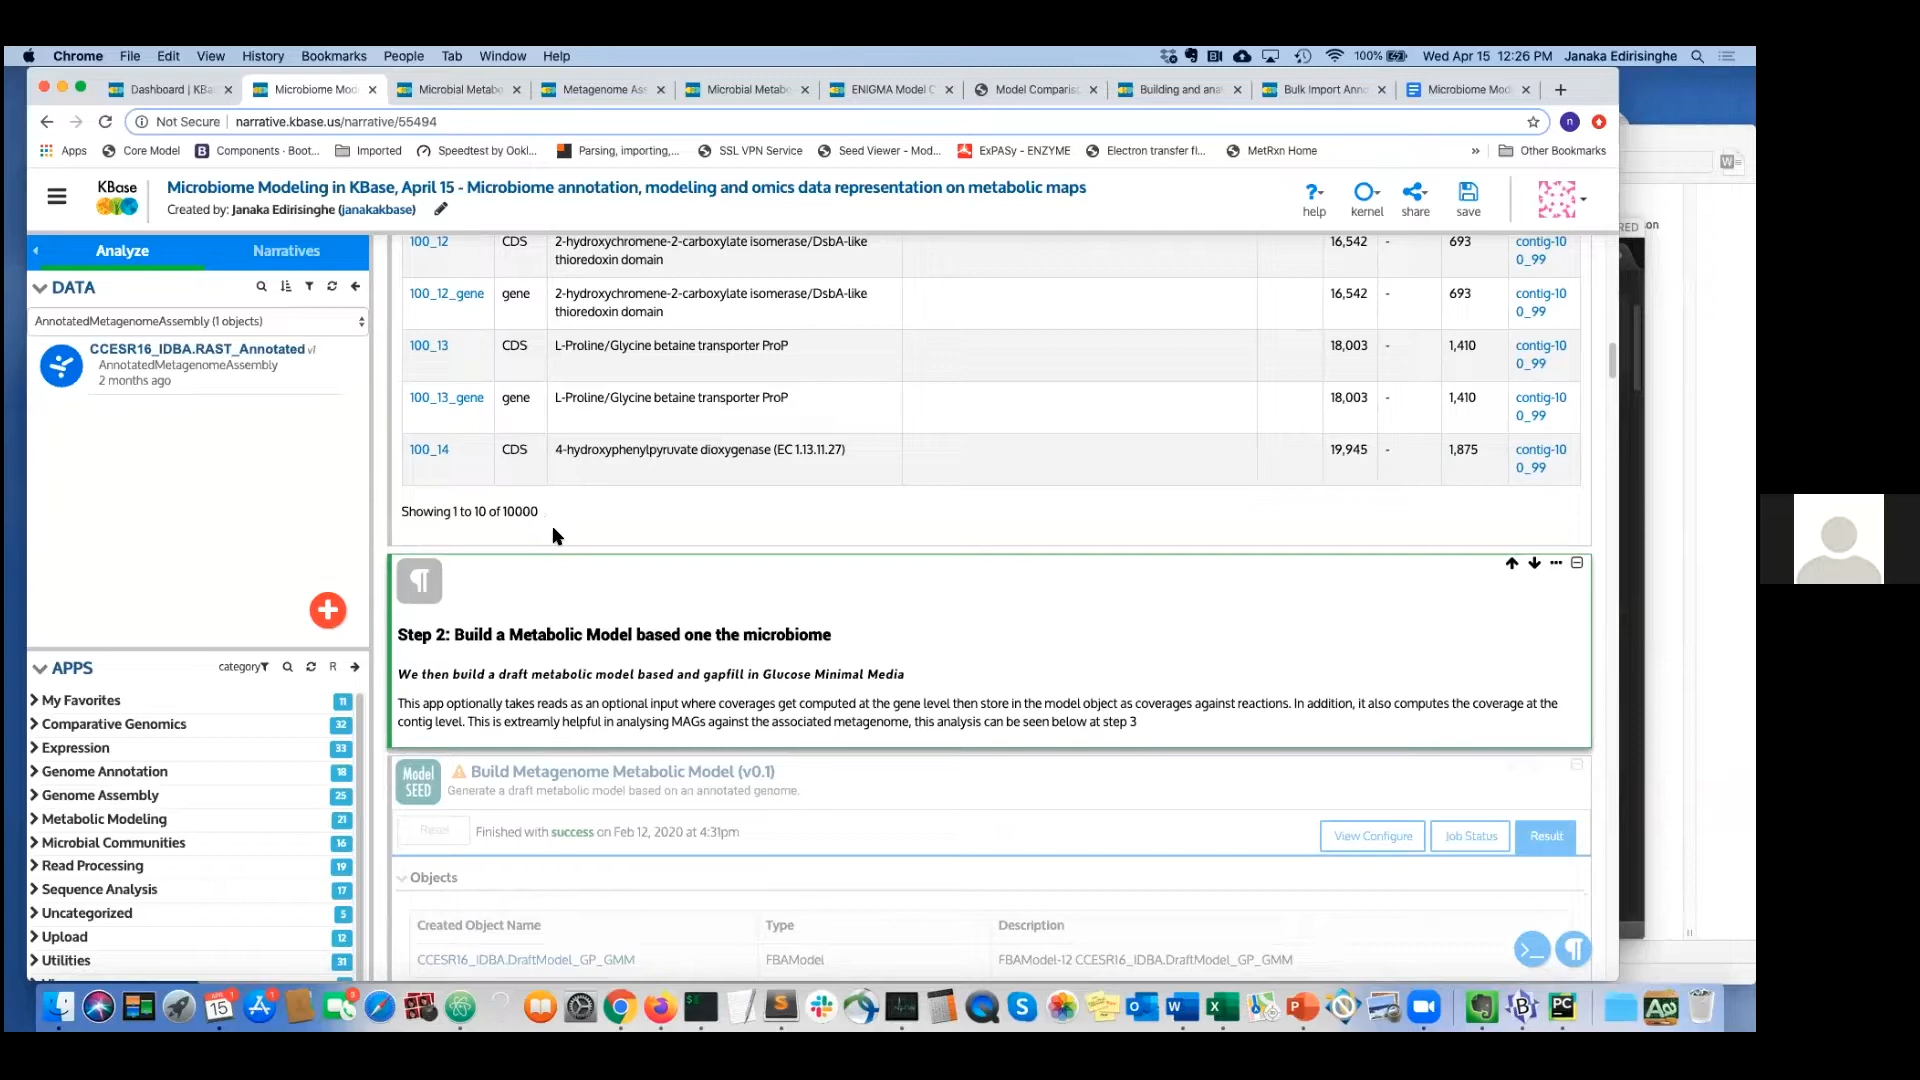 Chrome File Edit View History Bookmarks People Tab Window Help 100% Wed Apr 15 12:26 PM Janaka Edirisinghe
Dashboard | KBa Microbiome Mod Microbial Metabo Metagenome Ass Microbial Metabo ENIGMA Model C Model Comparis Building and anal Bulk Import Anno Microbiome Mod
Not Secure narrative.kbase.us/narrative/55494 n
Apps Core Model Components · Boot... Imported Speedtest by Ookl... Parsing, importing,... SSL VPN Service Seed Viewer - Mod... ExPASy - ENZYME Electron transfer fl... MetRxn Home » Other Bookmarks
KBase
Microbiome Modeling in KBase, April 15 - Microbiome annotation, modeling and omics data representation on metabolic maps
Created by: Janaka Edirisinghe (janakakbase)
help kernel share save
RED
on
Analyze Narratives
DATA
AnnotatedMetagenomeAssembly (1 objects)
CCESR16_IDBA.RAST_Annotated v1
AnnotatedMetagenomeAssembly
2 months ago
APPS category R
My Favorites 11
Comparative Genomics 32
Expression 33
Genome Annotation 18
Genome Assembly 25
Metabolic Modeling 21
Microbial Communities 16
Read Processing 19
Sequence Analysis 17
Uncategorized 5
Upload 12
Utilities 31
100_12 CDS 2-hydroxychromene-2-carboxylate isomerase/DsbA-like thioredoxin domain 16,542 - 693 contig-100_99
100_12_gene gene 2-hydroxychromene-2-carboxylate isomerase/DsbA-like thioredoxin domain 16,542 - 693 contig-100_99
100_13 CDS L-Proline/Glycine betaine transporter ProP 18,003 - 1,410 contig-100_99
100_13_gene gene L-Proline/Glycine betaine transporter ProP 18,003 - 1,410 contig-100_99
100_14 CDS 4-hydroxyphenylpyruvate dioxygenase (EC 1.13.11.27) 19,945 - 1,875 contig-100_99
Showing 1 to 10 of 10000
Step 2: Build a Metabolic Model based one the microbiome
We then build a draft metabolic model based and gapfill in Glucose Minimal Media
This app optionally takes reads as an optional input where coverages get computed at the gene level then store in the model object as coverages against reactions. In addition, it also computes the coverage at the
contig level. This is extreamly helpful in analysing MAGs against the associated metagenome, this analysis can be seen below at step 3
Model SEED
Build Metagenome Metabolic Model (v0.1)
Generate a draft metabolic model based on an annotated genome.
Reset Finished with success on Feb 12, 2020 at 4:31pm View Configure Job Status Result
Objects
Created Object Name Type Description
CCESR16_IDBA.DraftModel_GP_GMM FBAModel FBAModel-12 CCESR16_IDBA.DraftModel_GP_GMM